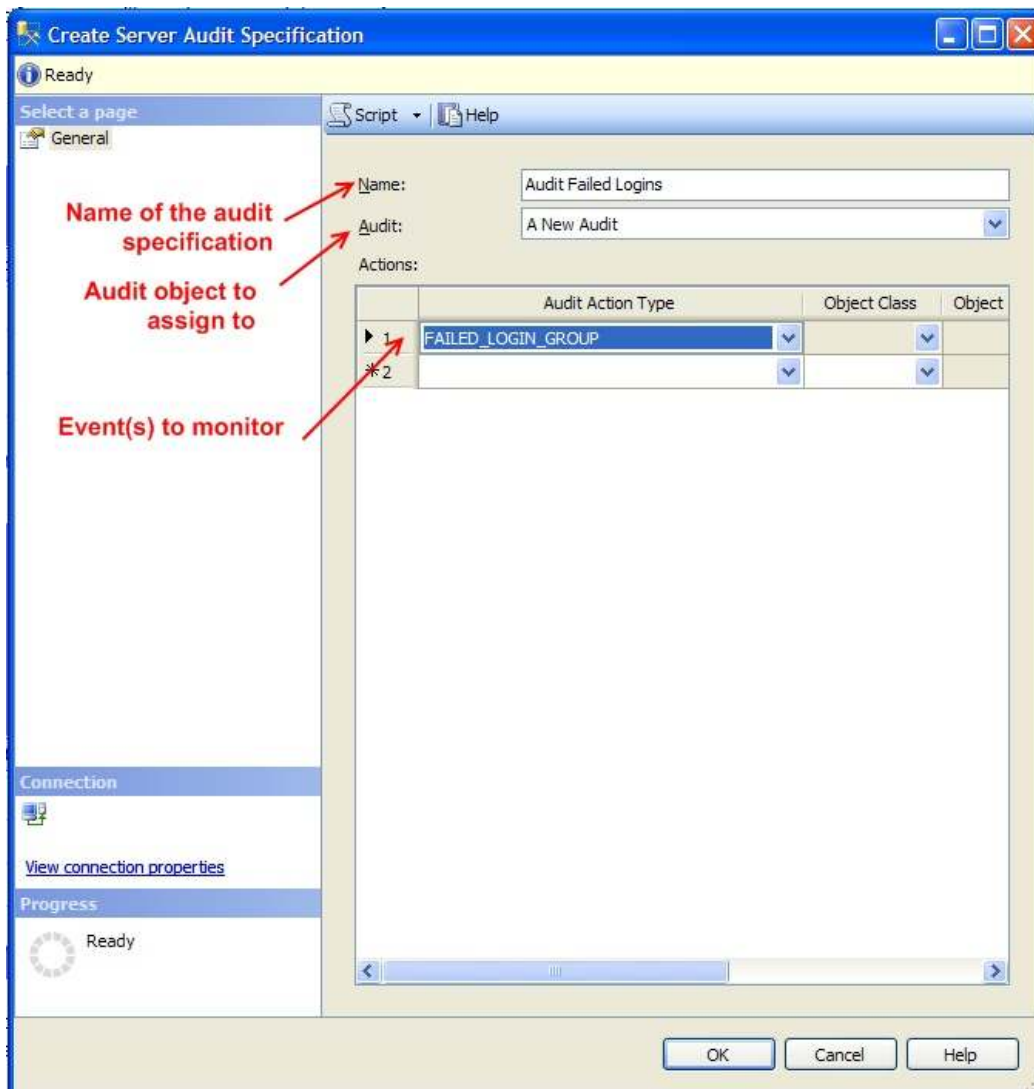 Create Server Audit Specification
Ready
Select a page
General
Script
Help
Name:
Audit Failed Logins
Name of the audit
specification
Audit:
A New Audit
Actions:
Audit object to
assign to
Audit Action Type
Object Class
Object
1
FAILED_LOGIN_GROUP
*2
Event(s) to monitor
Connection
View connection properties
Progress
Ready
OK
Cancel
Help